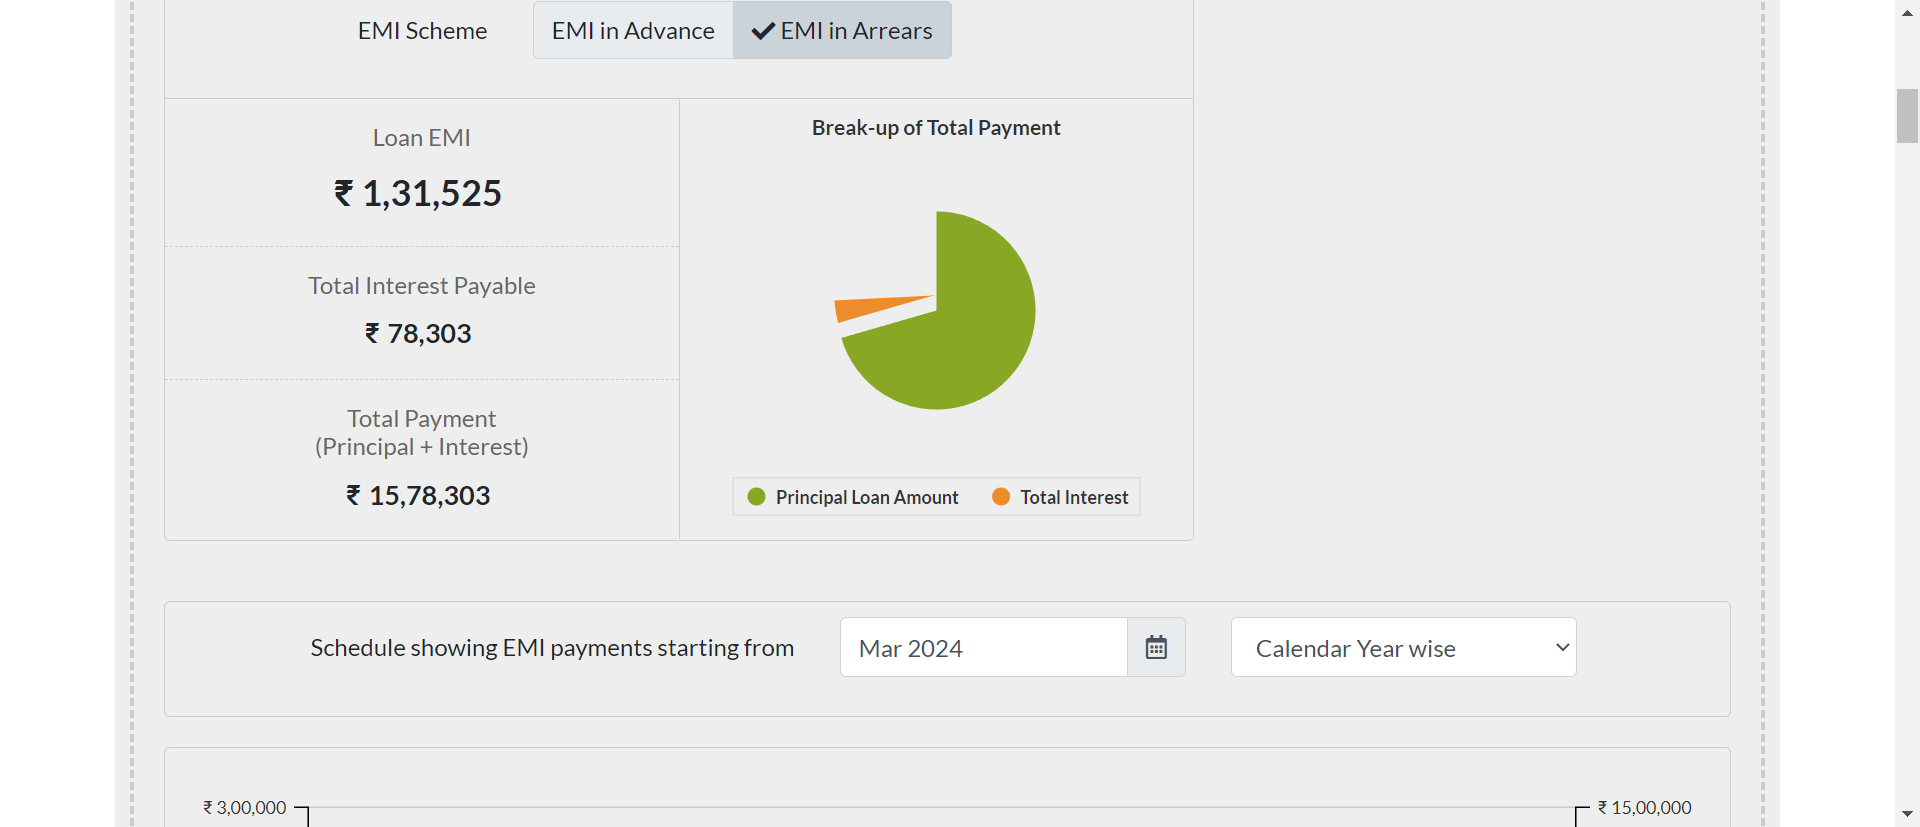 EMI Scheme
EMI in Advance
EMI in Arrears
Loan EMI
₹ 1,31,525
Total Interest Payable
₹ 78,303
Total Payment
(Principal + Interest)
₹ 15,78,303
Break-up of Total Payment
Principal Loan Amount
Total Interest
Schedule showing EMI payments starting from
Mar 2024
Calendar Year wise
₹ 3,00,000
₹ 15,00,000